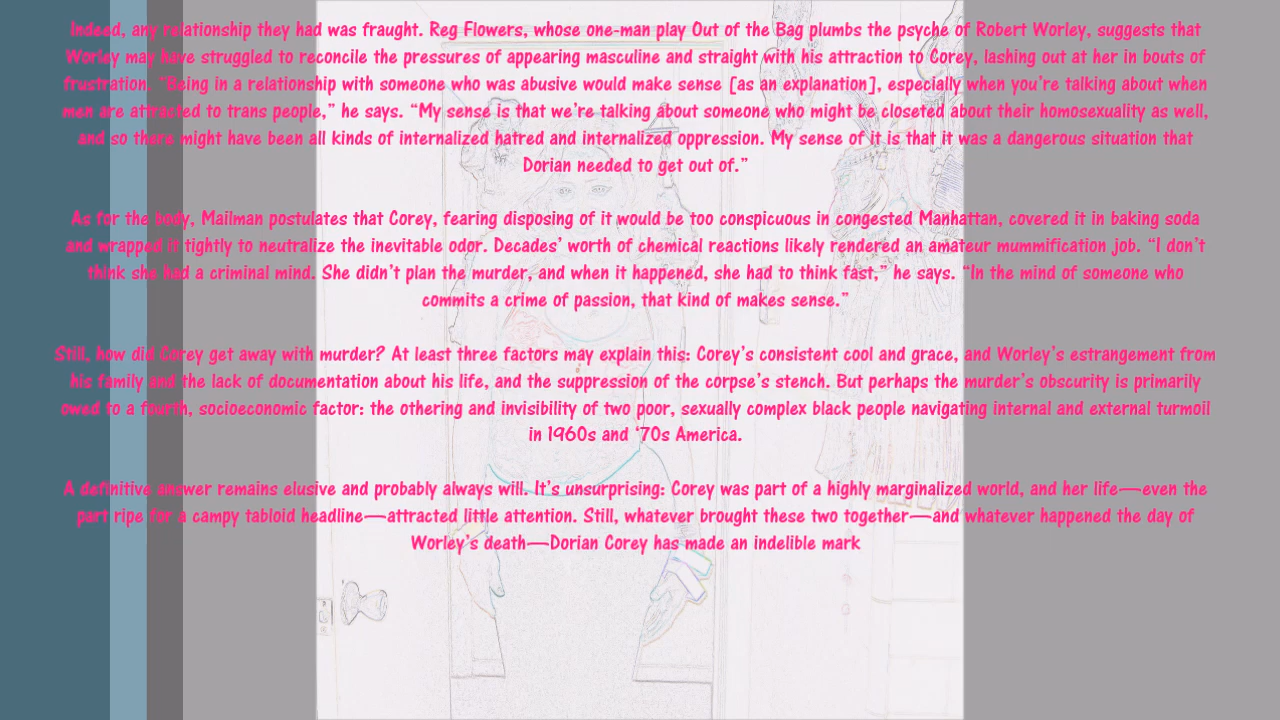 Indeed, any relationship they had was fraught. Reg Flowers, whose one-man play Out of the Bag plumbs the psyche of Robert Worley, suggests that
Worley may have struggled to reconcile the pressures of appearing masculine and straight with his attraction to Corey, lashing out at her in bouts of
frustration. “Being in a relationship with someone who was abusive would make sense [as an explanation], especially when you’re talking about when
men are attracted to trans people,” he says. “My sense is that we’re talking about someone who might be closeted about their homosexuality as well,
and so there might have been all kinds of internalized hatred and internalized oppression. My sense of it is that it was a dangerous situation that
Dorian needed to get out of.”
As for the body, Mailman postulates that Corey, fearing disposing of it would be too conspicuous in congested Manhattan, covered it in baking soda
and wrapped it tightly to neutralize the inevitable odor. Decades’ worth of chemical reactions likely rendered an amateur mummification job. “I don’t
think she had a criminal mind. She didn’t plan the murder, and when it happened, she had to think fast,” he says. “In the mind of someone who
commits a crime of passion, that kind of makes sense.”
Still, how did Corey get away with murder? At least three factors may explain this: Corey’s consistent cool and grace, and Worley’s estrangement from
his family and the lack of documentation about his life, and the suppression of the corpse’s stench. But perhaps the murder’s obscurity is primarily
owed to a fourth, socioeconomic factor: the othering and invisibility of two poor, sexually complex black people navigating internal and external turmoil
in 1960s and ‘70s America.
A definitive answer remains elusive and probably always will. It’s unsurprising: Corey was part of a highly marginalized world, and her life—even the
part ripe for a campy tabloid headline—attracted little attention. Still, whatever brought these two together—and whatever happened the day of
Worley’s death—Dorian Corey has made an indelible mark